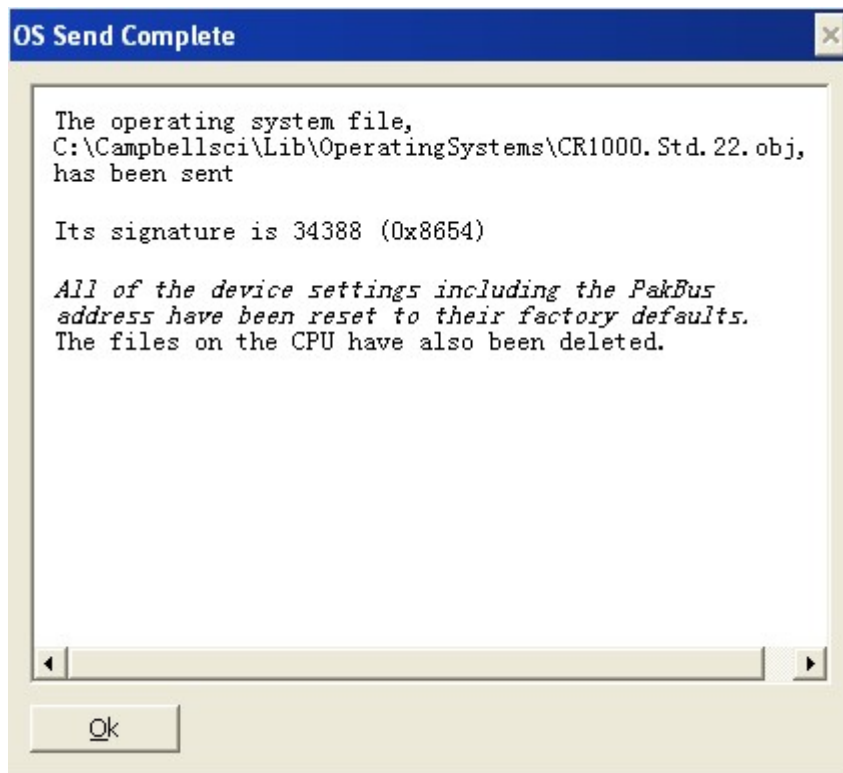 OS Send Complete
The operating system file,
C:\Campbellsci\Lib\OperatingSystems\CR1000.Std.22.obj,
has been sent
Its signature is 34388 (0x8654)
All of the device settings including the PakBus
address have been reset to their factory defaults.
The files on the CPU have also been deleted.
Ok